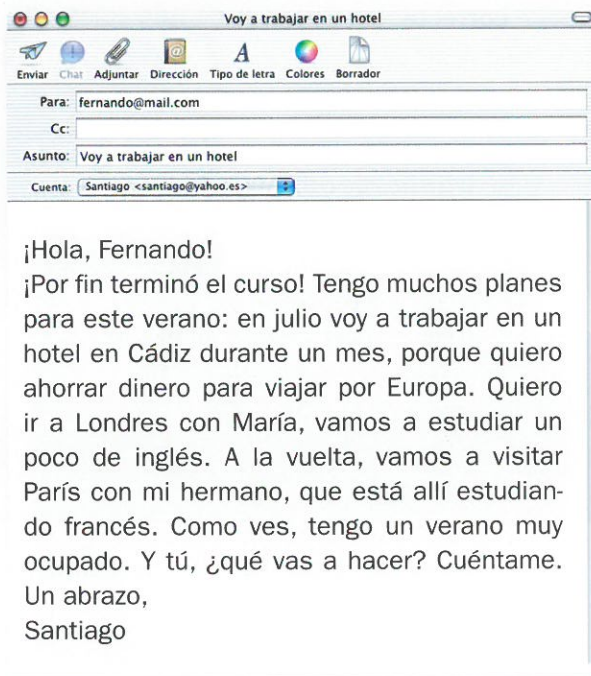 Voy a trabajar en un hotel
Enviar Chat Adjuntar Dirección Tipo de letra Colores Borrador
Para: fernando@mail.com
Cc:
Asunto: Voy a trabajar en un hotel
Cuenta: Santiago <santiago@yahoo.es>
¡Hola, Fernando!
¡Por fin terminó el curso! Tengo muchos planes
para este verano: en julio voy a trabajar en un
hotel en Cádiz durante un mes, porque quiero
ahorrar dinero para viajar por Europa. Quiero
ir a Londres con María, vamos a estudiar un
poco de inglés. A la vuelta, vamos a visitar
París con mi hermano, que está allí estudian-
do francés. Como ves, tengo un verano muy
ocupado. Y tú, ¿qué vas a hacer? Cuéntame.
Un abrazo,
Santiago